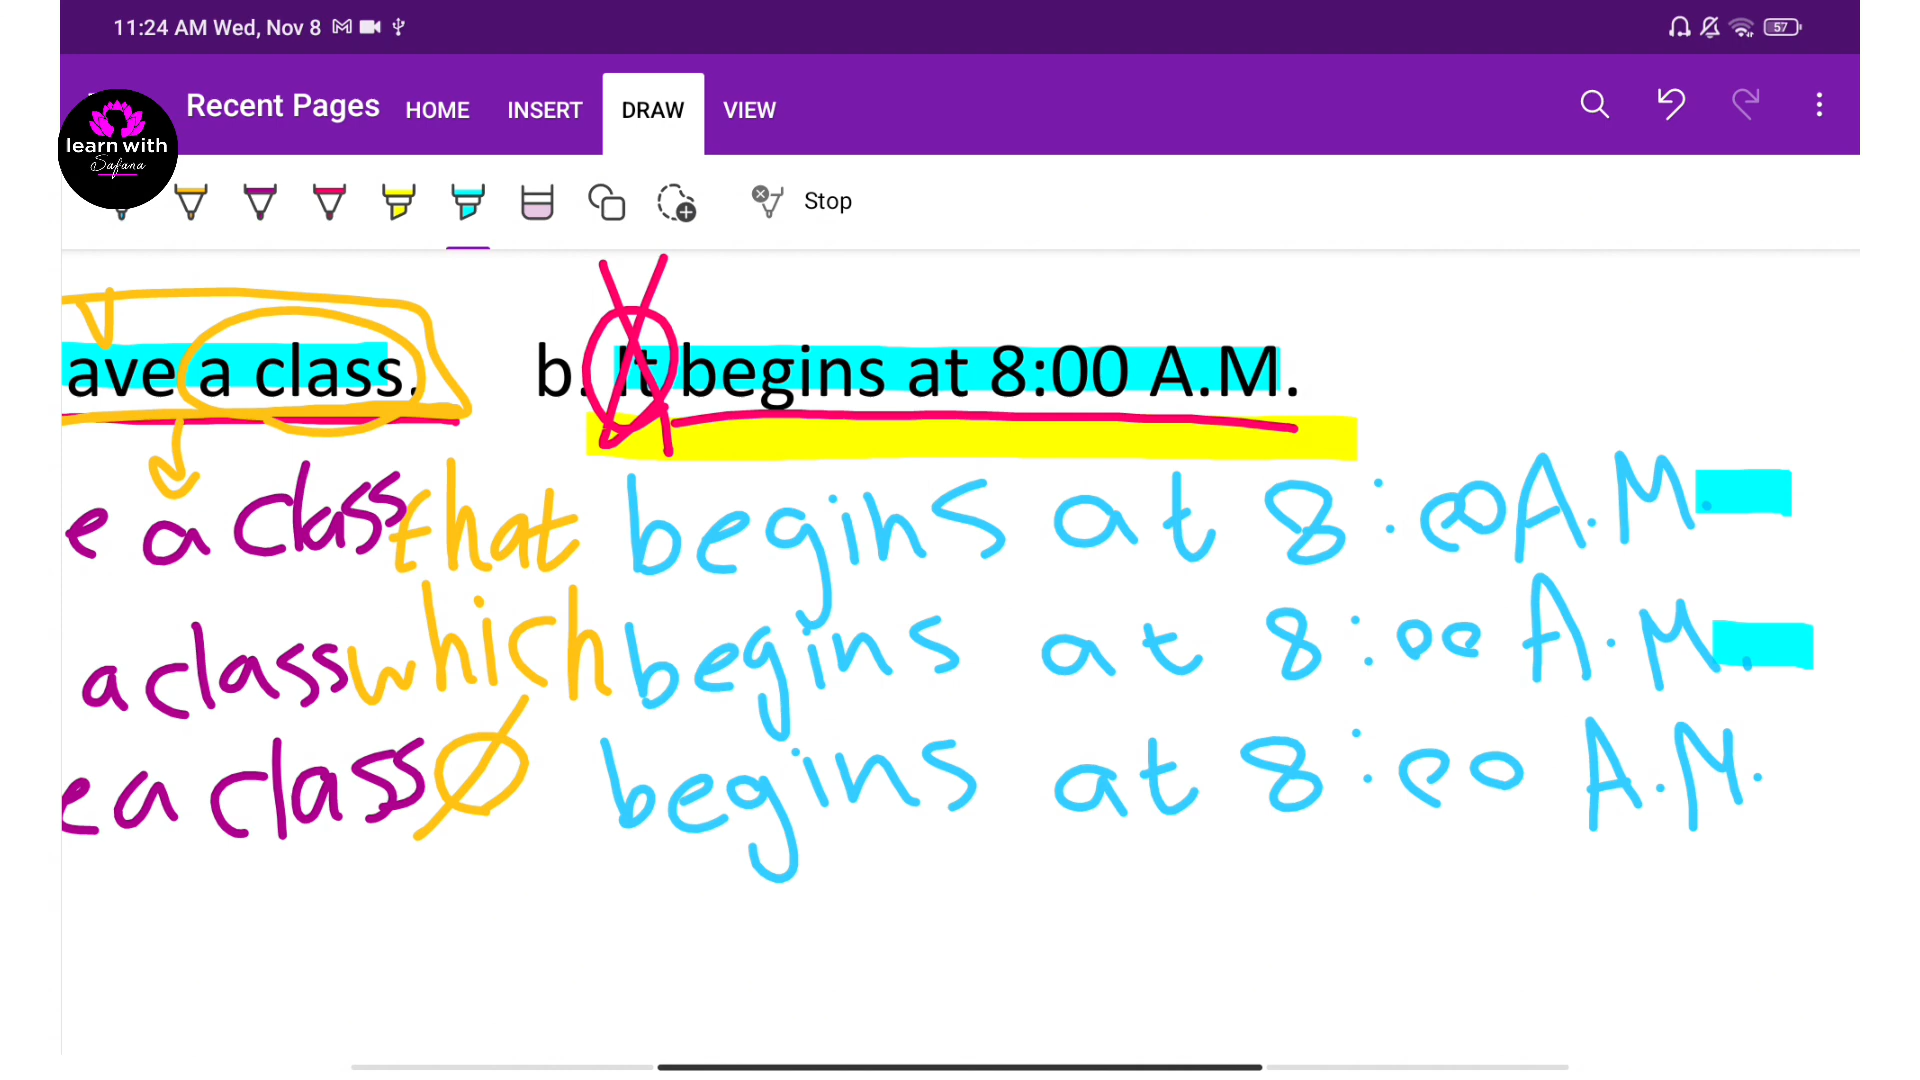 11:24 AM Wed, Nov 8 57
learn with
Safana
Recent Pages HOME INSERT DRAW VIEW
Stop
ave a class. b. It begins at 8:00 A.M.
e a class that begins at 8:00 A.M.
a class which begins at 8:00 A.M.
e a class Ø begins at 8:00 A.M.